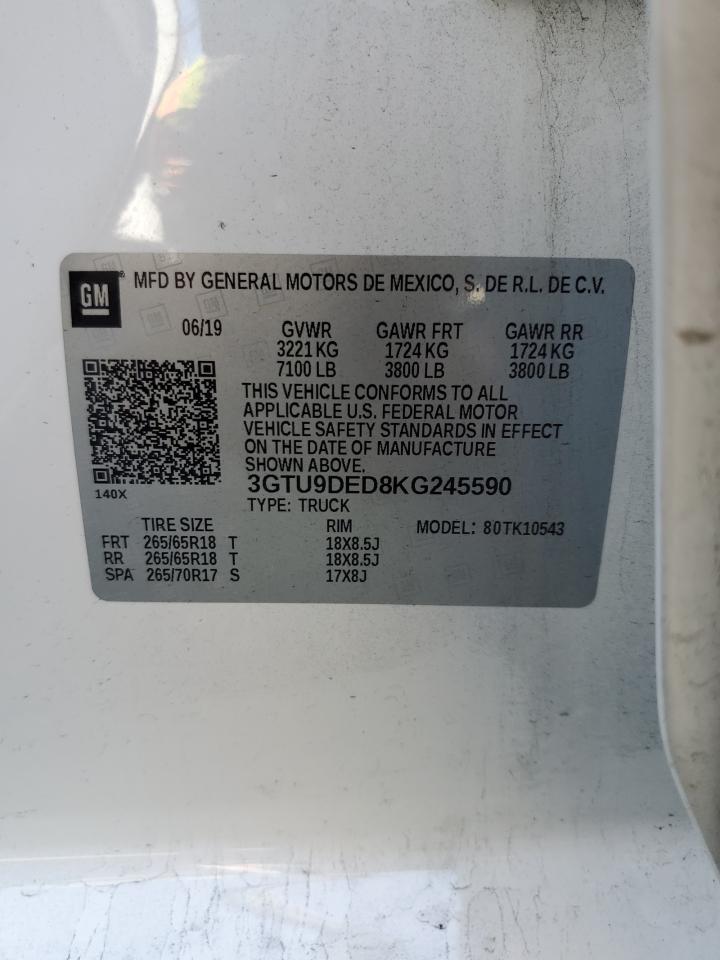 GM
MFD BY GENERAL MOTORS DE MEXICO, S. DE R.L. DE C.V.
06/19 GVWR GAWR FRT GAWR RR
3221 KG 1724 KG 1724 KG
7100 LB 3800 LB 3800 LB
THIS VEHICLE CONFORMS TO ALL
APPLICABLE U.S. FEDERAL MOTOR
VEHICLE SAFETY STANDARDS IN EFFECT
ON THE DATE OF MANUFACTURE
SHOWN ABOVE.
140X
3GTU9DED8KG245590
TYPE: TRUCK
TIRE SIZE RIM MODEL: 80TK10543
FRT 265/65R18 T 18X8.5J
RR 265/65R18 T 18X8.5J
SPA 265/70R17 S 17X8J